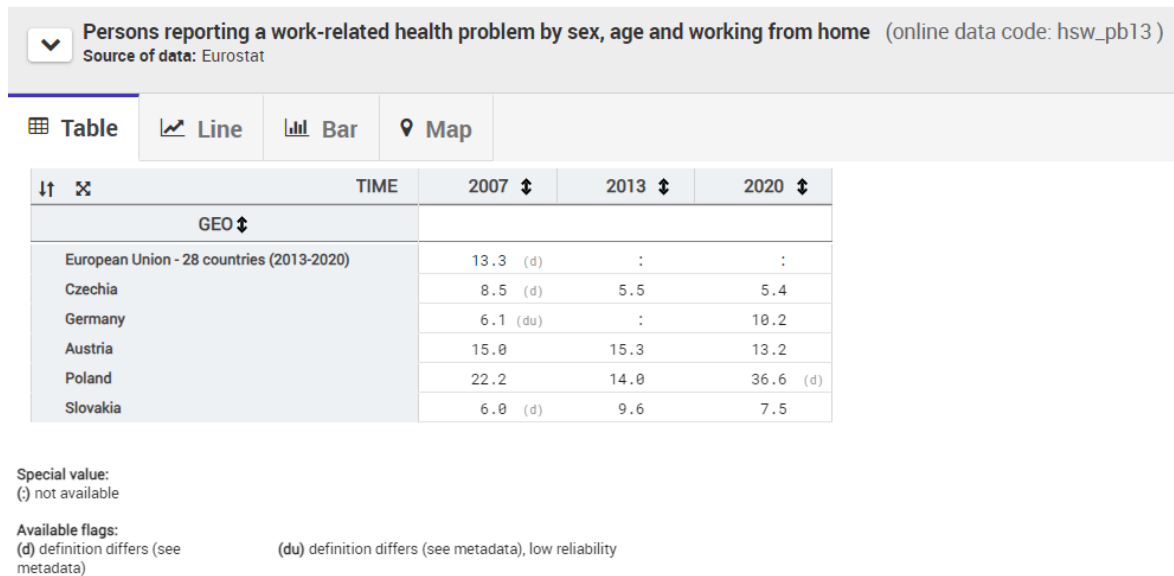 Persons reporting a work-related health problem by sex, age and working from home (online data code: hsw_pb13 )
Source of data: Eurostat
Table Line Bar Map
TIME 2007 2013 2020
GEO
European Union - 28 countries (2013-2020) 13.3 (d) : :
Czechia 8.5 (d) 5.5 5.4
Germany 6.1 (du) : 10.2
Austria 15.0 15.3 13.2
Poland 22.2 14.0 36.6 (d)
Slovakia 6.0 (d) 9.6 7.5
Special value:
(:) not available
Available flags:
(d) definition differs (see (du) definition differs (see metadata), low reliability
metadata)